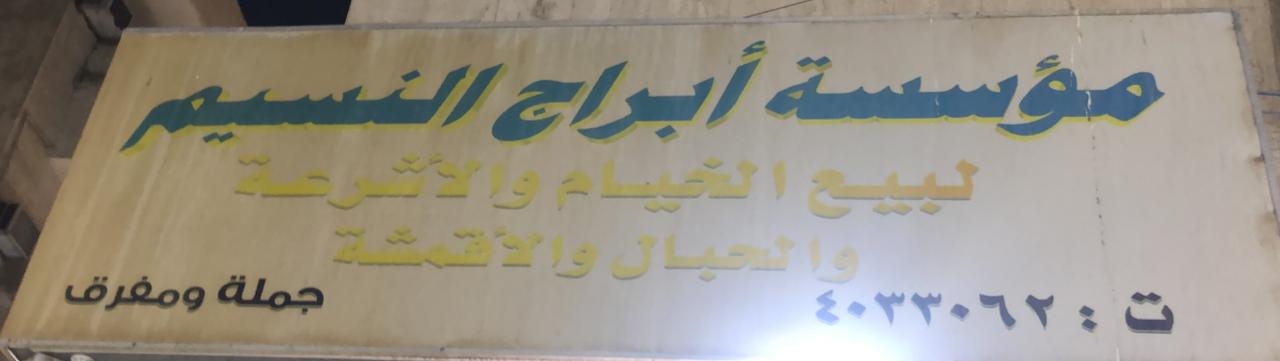 مؤسسة أبراج النسيم
لبيع الخيام والأشرعة
والحبال والأقمشة
ت : ٤٠٣٣٠٦٢
جملة ومفرق